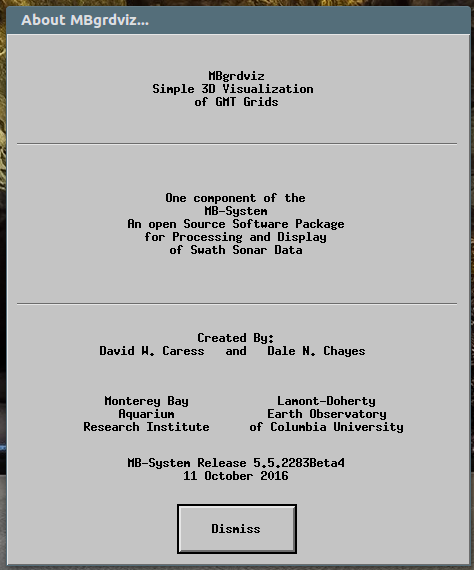 About MBgrdviz...
MBgrdviz
Simple 3D Visualization
of GMT Grids
One component of the
MB-System
An open Source Software Package
for Processing and Display
of Swath Sonar Data
Created By:
David W. Caress and Dale N. Chayes
Monterey Bay
Aquarium
Research Institute
Lamont-Doherty
Earth Observatory
of Columbia University
MB-System Release 5.5.2283Beta4
11 October 2016
Dismiss